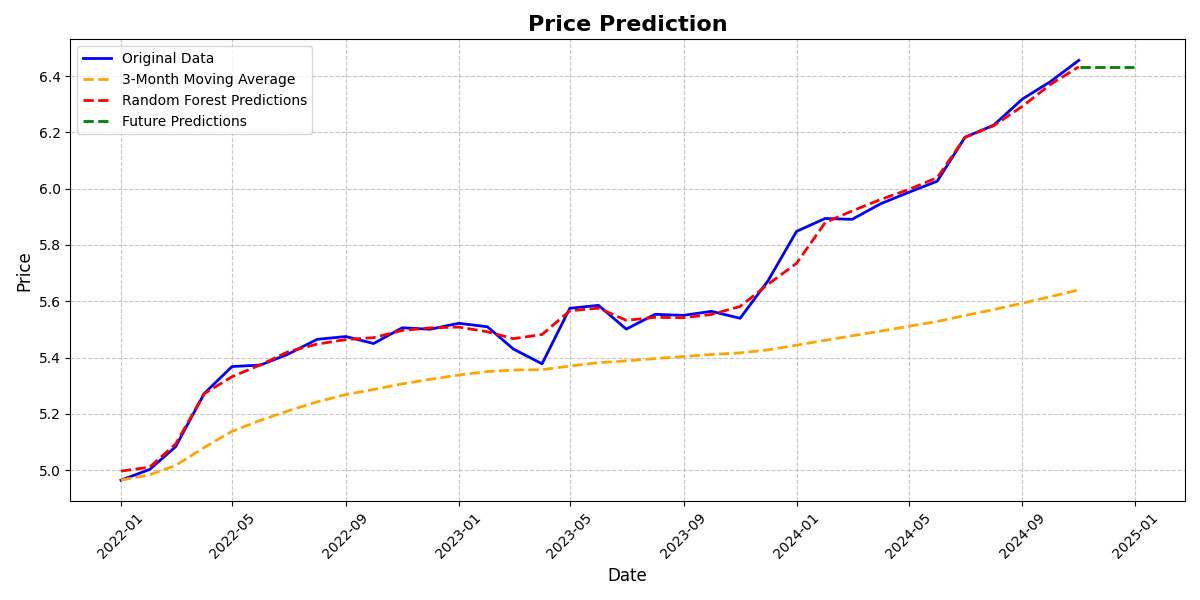 Price Prediction
Original Data
3-Month Moving Average
Random Forest Predictions
Future Predictions
Price
6.4
6.2
6.0
5.8
5.6
5.4
5.2
5.0
2022-01
2022-05
2022-09
2023-01
2023-05
2023-09
2024-01
2024-05
2024-09
2025-01
Date